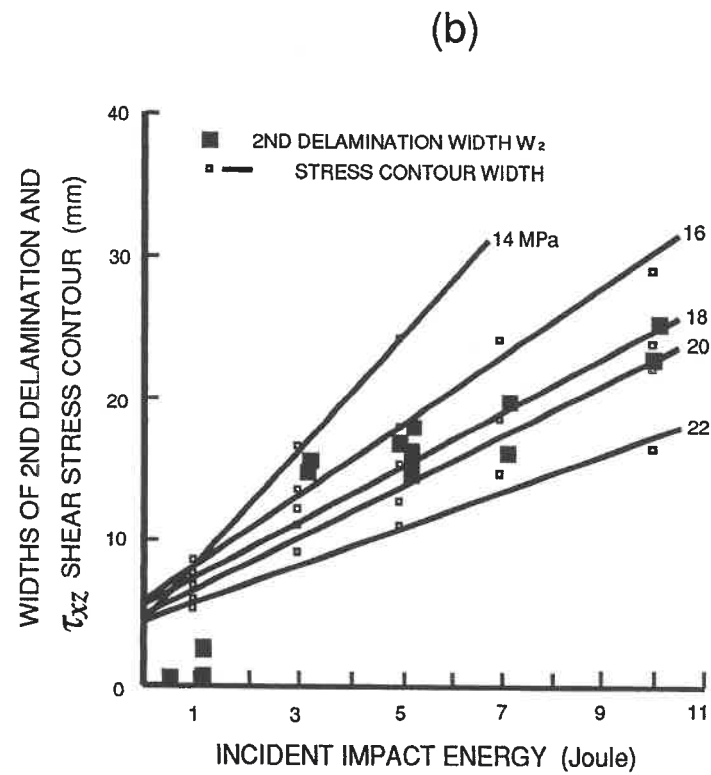 (b)
40
2ND DELAMINATION WIDTH W₂
STRESS CONTOUR WIDTH
WIDTHS OF 2ND DELAMINATION AND
τxz SHEAR STRESS CONTOUR (mm)
14 MPa
16
30
18
20
20
22
10
0
1
3
5
7
9
11
INCIDENT IMPACT ENERGY (Joule)